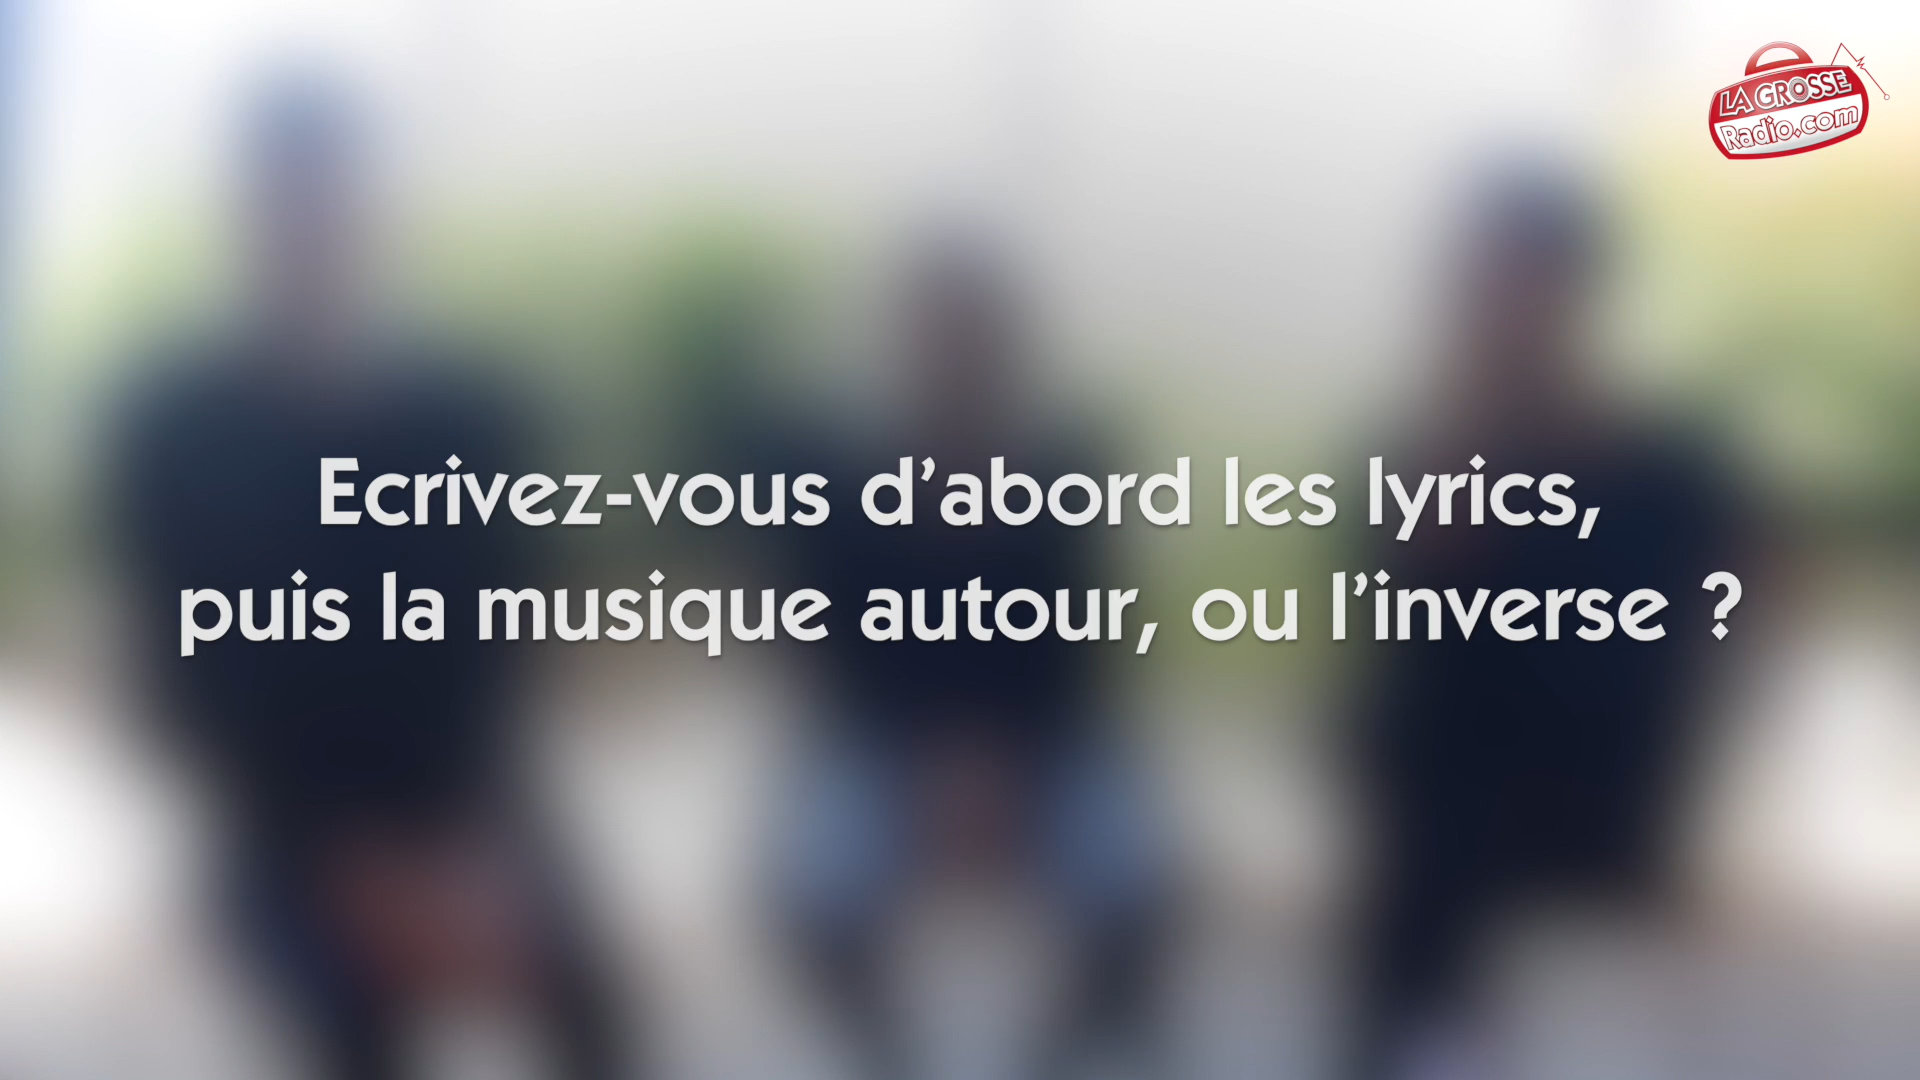 LA GROSSE
Radio.com
Ecrivez-vous d’abord les lyrics,
puis la musique autour, ou l’inverse ?